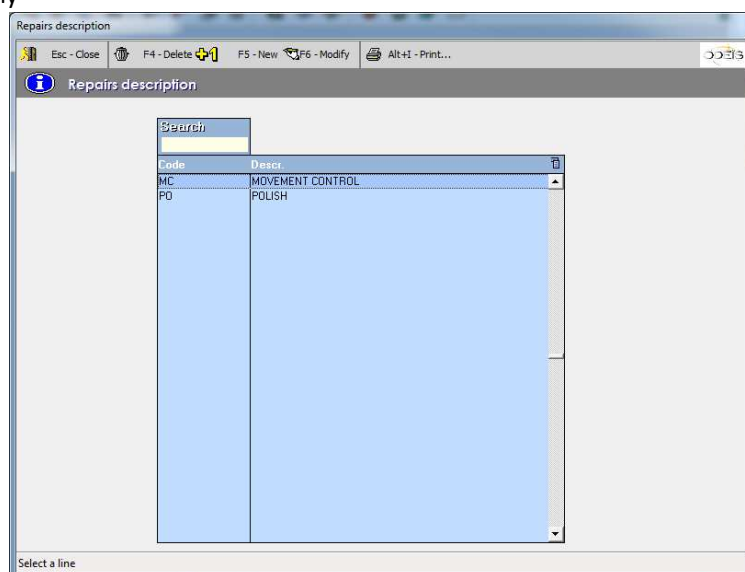 Repairs description
Esc - Close F4 - Delete F5 - New F6 - Modify Alt+I - Print...
Repairs description
Search
Code Descr.
MC MOVEMENT CONTROL
PO POLISH
Select a line